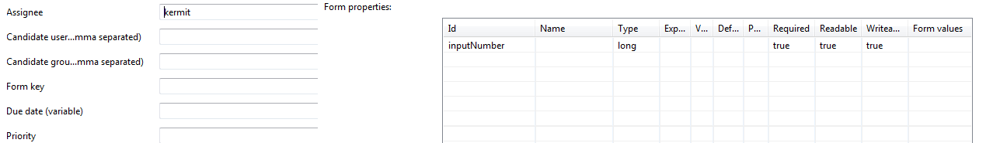 Assignee
kermit
Candidate user...mma separated)
Candidate grou...mma separated)
Form key
Due date (variable)
Priority
Form properties:
Id Name Type Exp... V... Def... P... Required Readable Writea... Form values
inputNumber long true true true